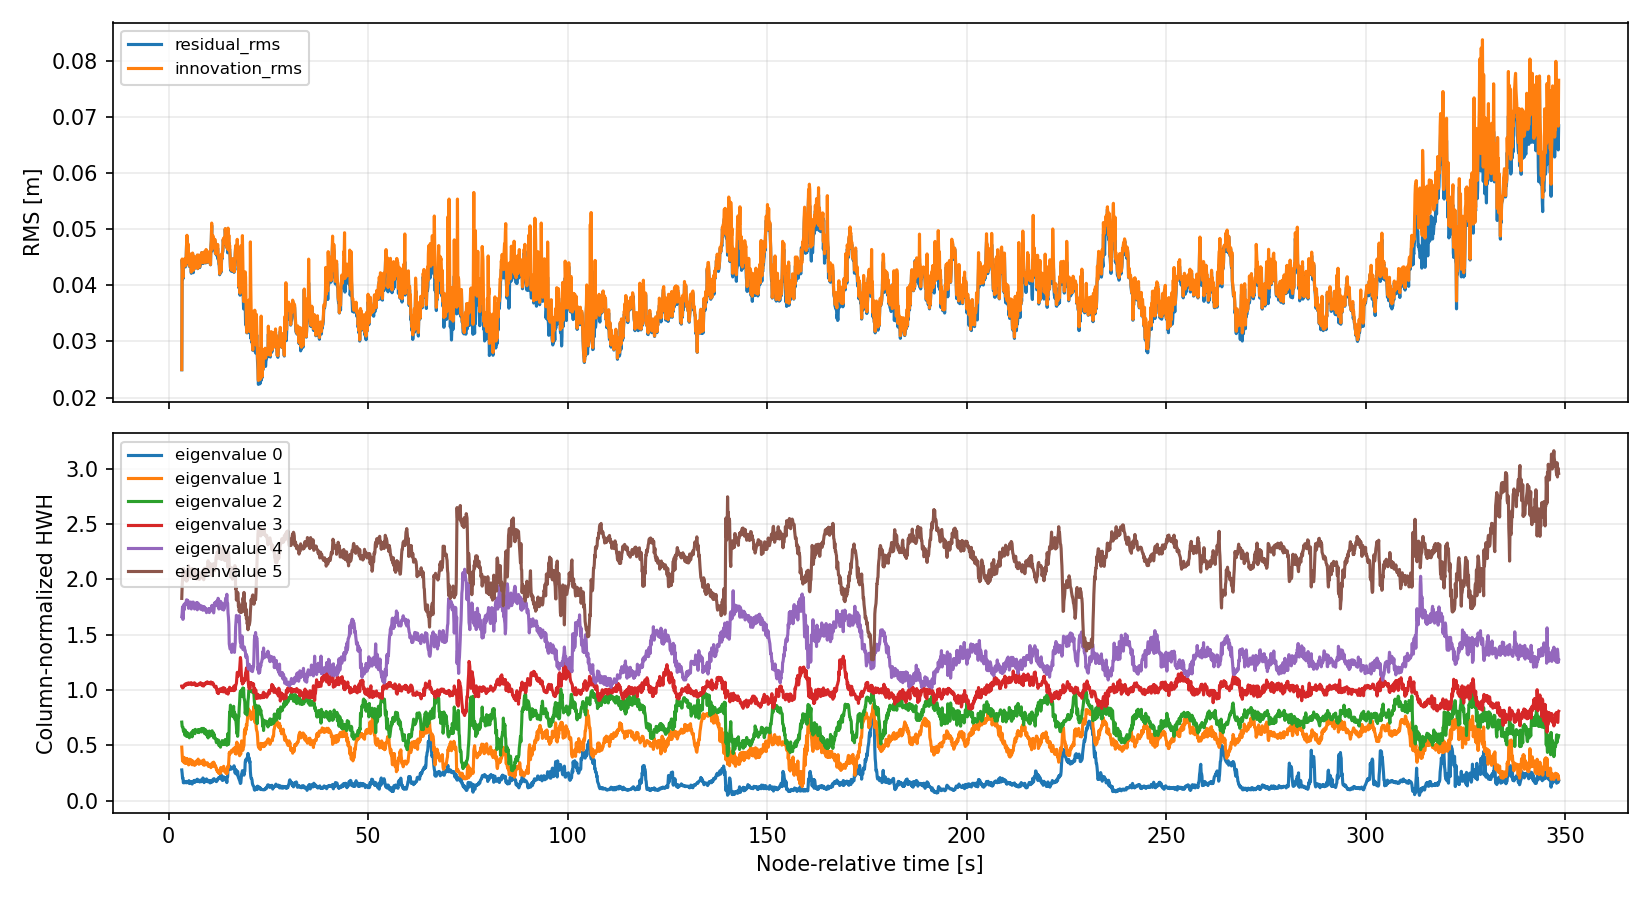 residual_rms
innovation_rms
RMS [m]
0.08
0.07
0.06
0.05
0.04
0.03
0.02
eigenvalue 0
eigenvalue 1
eigenvalue 2
eigenvalue 3
eigenvalue 4
eigenvalue 5
Column-normalized HWH
3.0
2.5
2.0
1.5
1.0
0.5
0.0
0 50 100 150 200 250 300 350
Node-relative time [s]